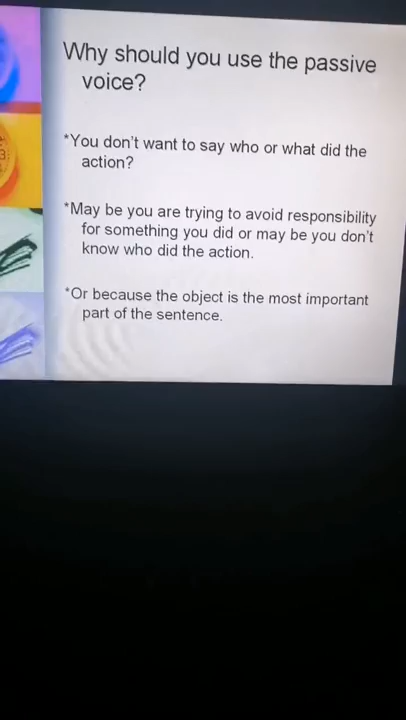 Why should you use the passive
voice?
*You don't want to say who or what did the
action?
*May be you are trying to avoid responsibility
for something you did or may be you don't
know who did the action.
*Or because the object is the most important
part of the sentence.